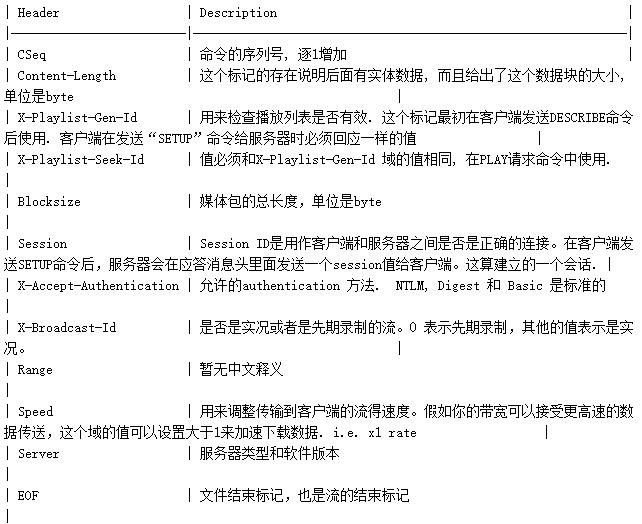 | Header | Description |
|-----------------------|--------------------------------------------------------|
| CSeq | 命令的序列号, 逐1增加 |
| Content-Length | 这个标记的存在说明后面有实体数据, 而且给出了这个数据块的大小,
单位是byte |
| X-Playlist-Gen-Id | 用来检查播放列表是否有效. 这个标记最初在客户端发送DESCRIBE命令
后使用. 客户端在发送“SETUP”命令给服务器时必须回应一样的值 |
| X-Playlist-Seek-Id | 值必须和X-Playlist-Gen-Id 域的值相同, 在PLAY请求命令中使用.
|
| Blocksize | 媒体包的总长度, 单位是byte
|
| Session | Session ID是用作客户端和服务器之间是否是正确的连接。在客户端发
送SETUP命令后, 服务器会在应答消息头里面发送一个session值给客户端。这算建立的一个会话. |
| X-Accept-Authentication | 允许的authentication 方法. NTLM, Digest 和 Basic 是标准的
|
| X-Broadcast-Id | 是否是实况或者是先期录制的流。0 表示先期录制, 其他的值表示是实
况。 |
| Range | 暂无中文释义
|
| Speed | 用来调整传输到客户端的流得速度。假如你的带宽可以接受更高速的数
据传送, 这个域的值可以设置大于1来加速下载数据. i.e. x1 rate |
| Server | 服务器类型和软件版本
|
| EOF | 文件结束标记, 也是流的结束标记
|